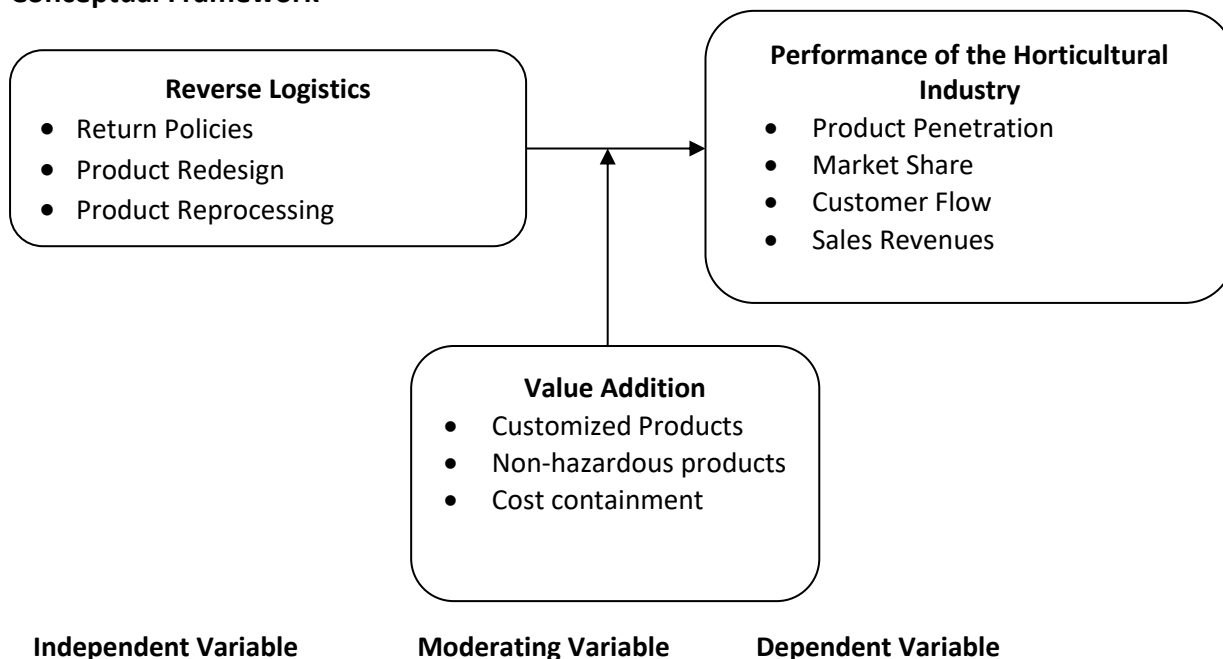 Conceptual Framework
Reverse Logistics
• Return Policies
• Product Redesign
• Product Reprocessing
Performance of the Horticultural
Industry
• Product Penetration
• Market Share
• Customer Flow
• Sales Revenues
Value Addition
• Customized Products
• Non-hazardous products
• Cost containment
Independent Variable Moderating Variable Dependent Variable